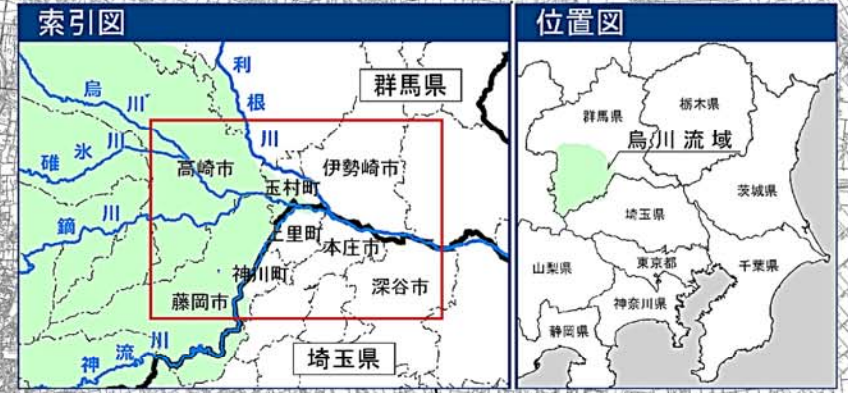 索引図
群馬県
利根川
烏川
碓氷川
高崎市
伊勢崎市
玉村町
鏑川
上里町
本庄市
神川町
深谷市
藤岡市
神流川
埼玉県
位置図
群馬県
栃木県
烏川流域
茨城県
埼玉県
山梨県
東京都
千葉県
神奈川県
静岡県